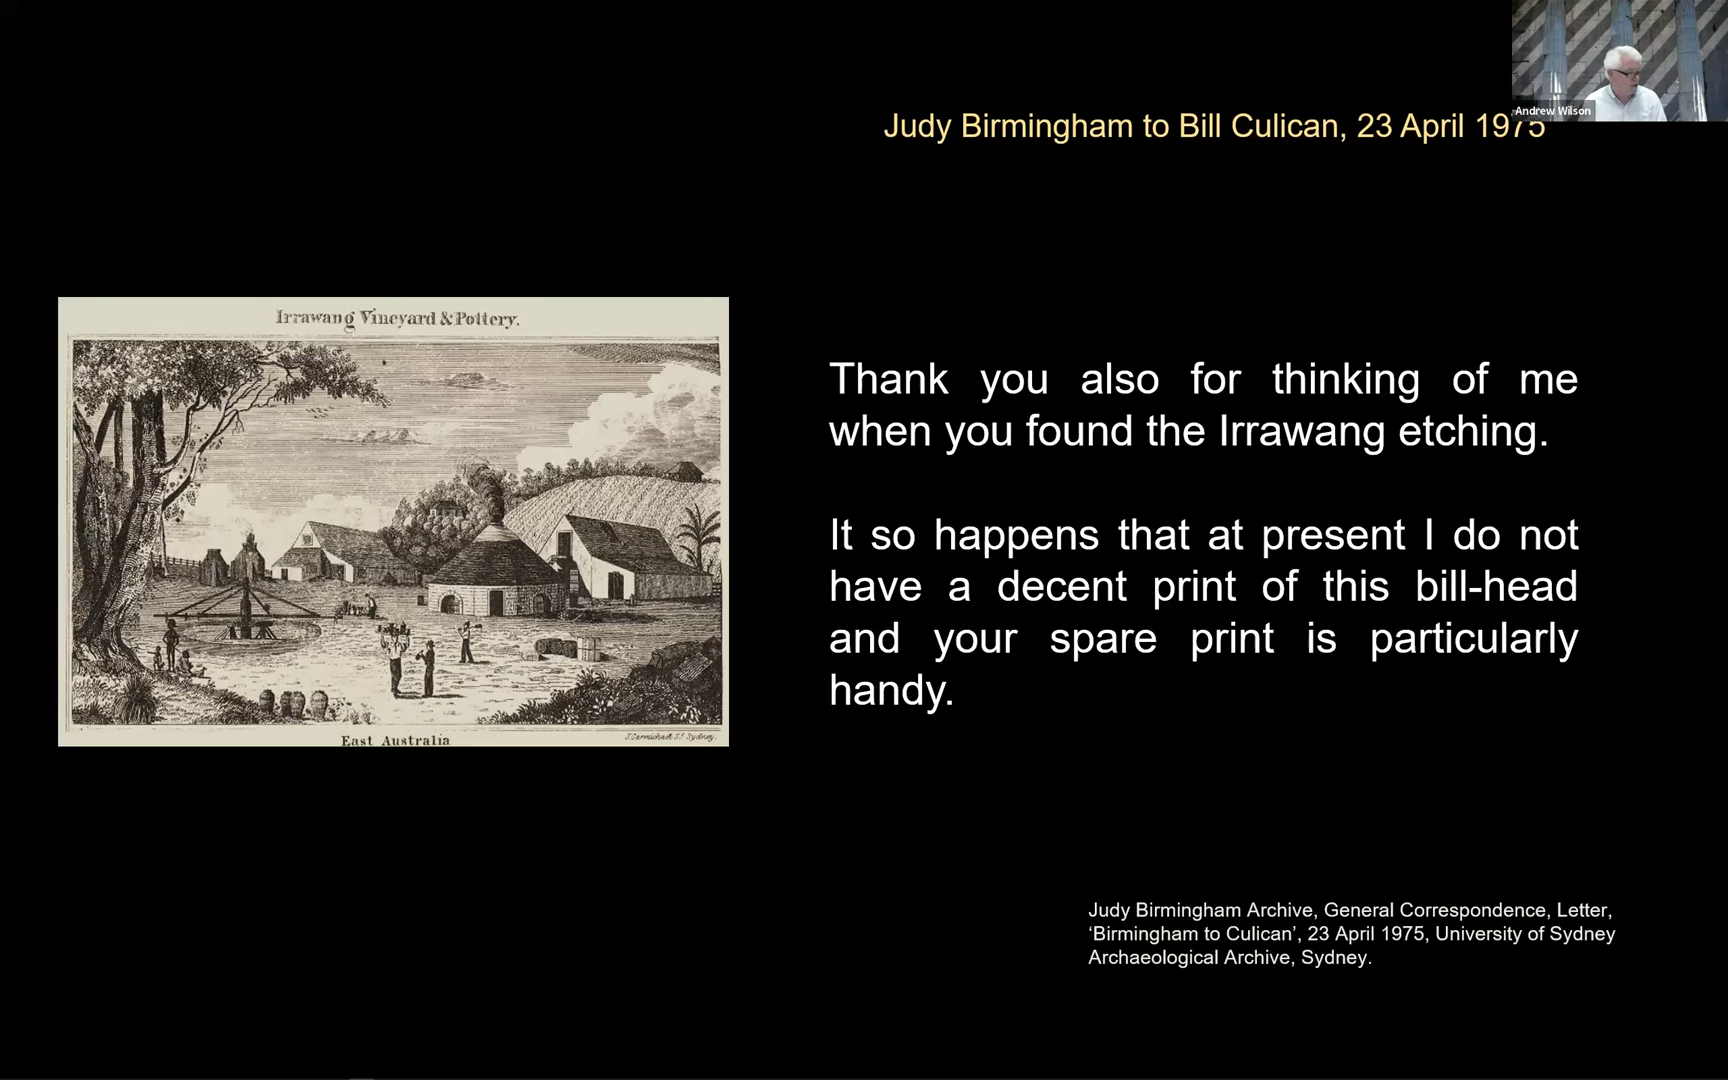 Andrew Wilson
Judy Birmingham to Bill Culican, 23 April 1975
Irrawang Vineyard & Pottery.
East Australia
J. Carmichael Sc. Sydney.
Thank you also for thinking of me
when you found the Irrawang etching.
It so happens that at present I do not
have a decent print of this bill-head
and your spare print is particularly
handy.
Judy Birmingham Archive, General Correspondence, Letter,
‘Birmingham to Culican’, 23 April 1975, University of Sydney
Archaeological Archive, Sydney.